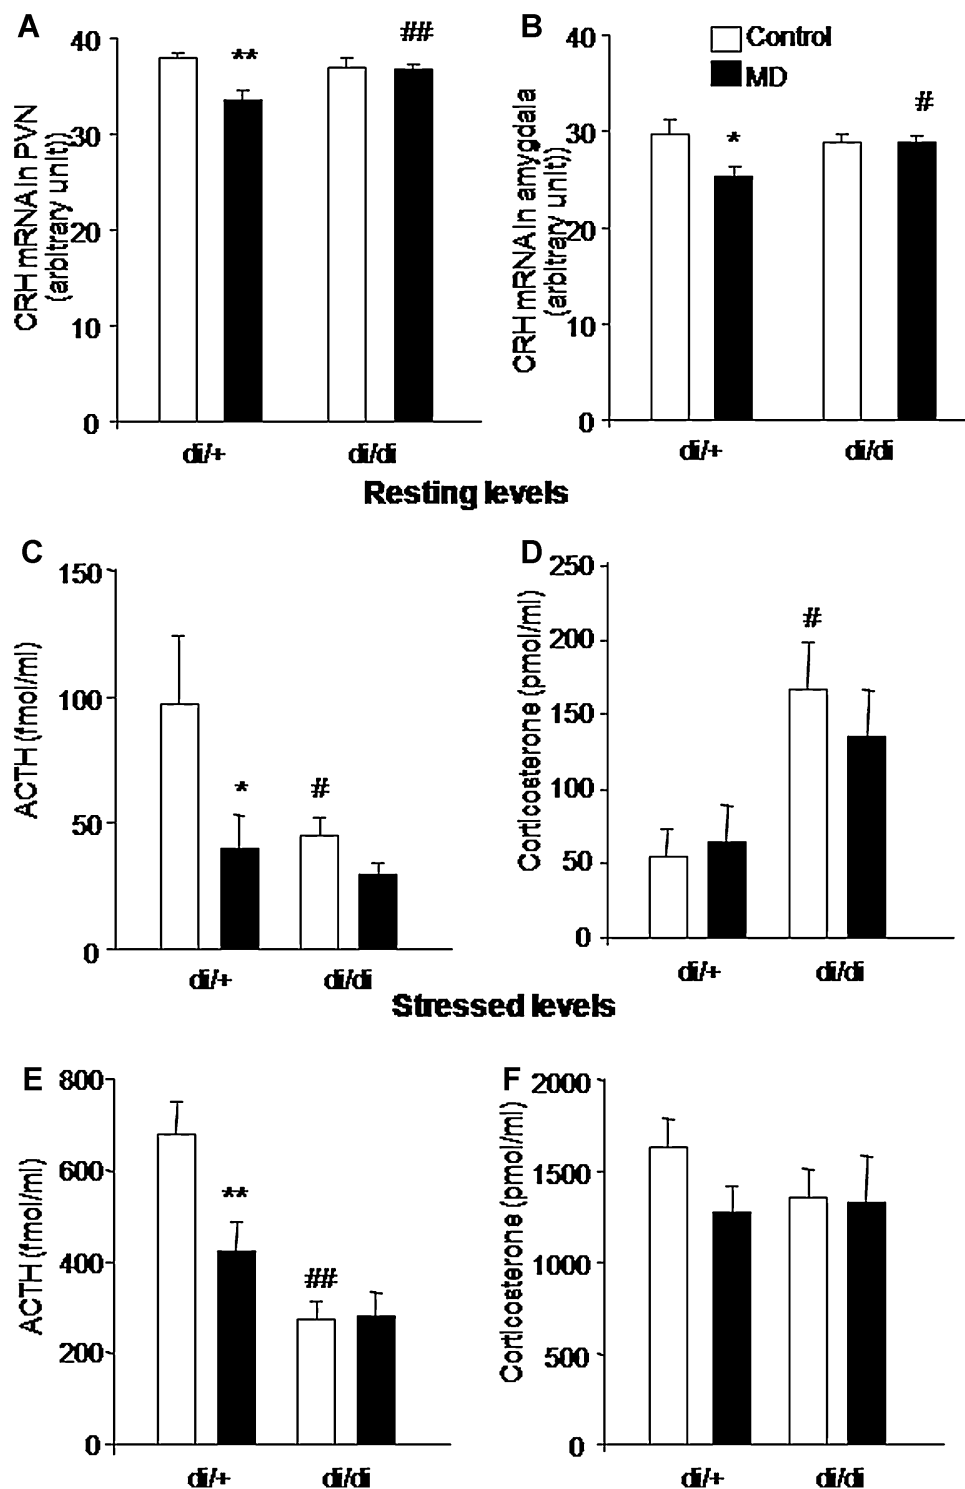 A
CRH mRNA in PVN
(arbitrary unit))
40
30
20
10
0
**
##
di/+
di/di
B
CRH mRNA in amygdala
(arbitrary unit))
40
30
20
10
0
Control
MD
*
#
di/+
di/di
Resting levels
C
ACTH (fmol/ml)
150
100
50
0
*
#
di/+
di/di
D
Corticosterone (pmol/ml)
250
200
150
100
50
0
#
di/+
di/di
Stressed levels
E
ACTH (fmol/ml)
800
600
400
200
0
**
##
di/+
di/di
F
Corticosterone (pmol/ml)
2000
1500
1000
500
0
di/+
di/di